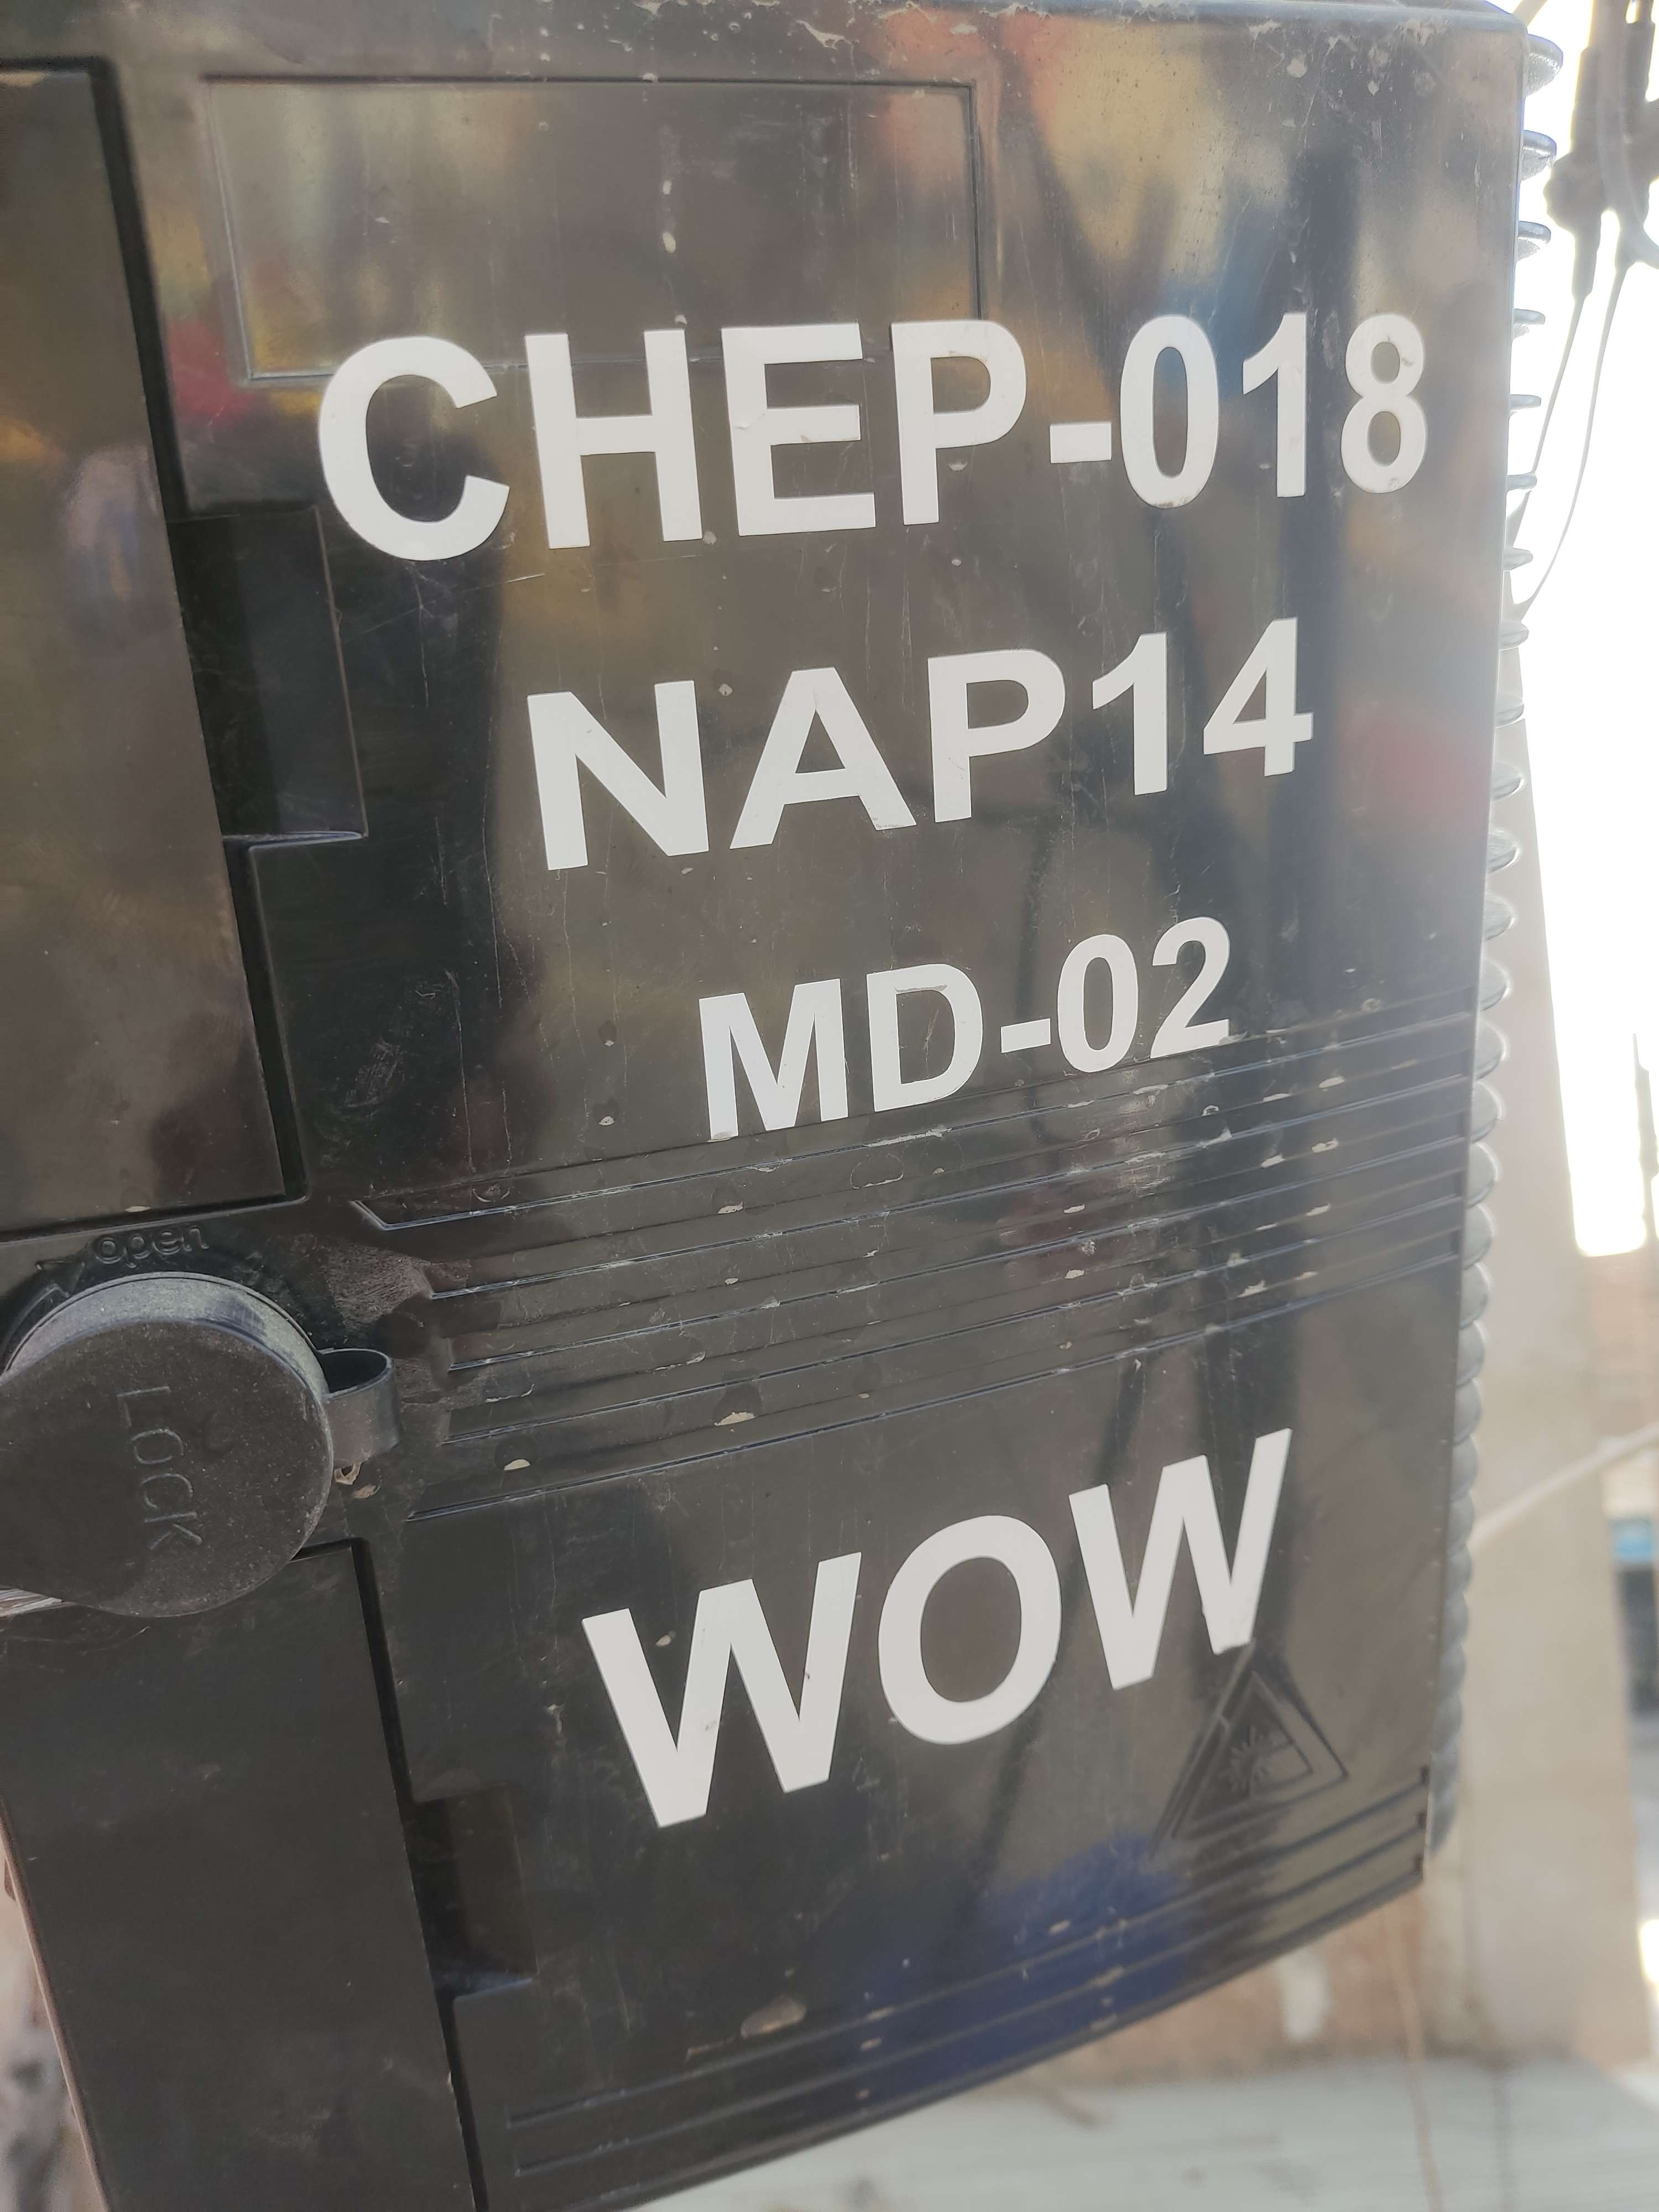 CHEP-018
NAP14
MD-02
open
LOCK
WOW